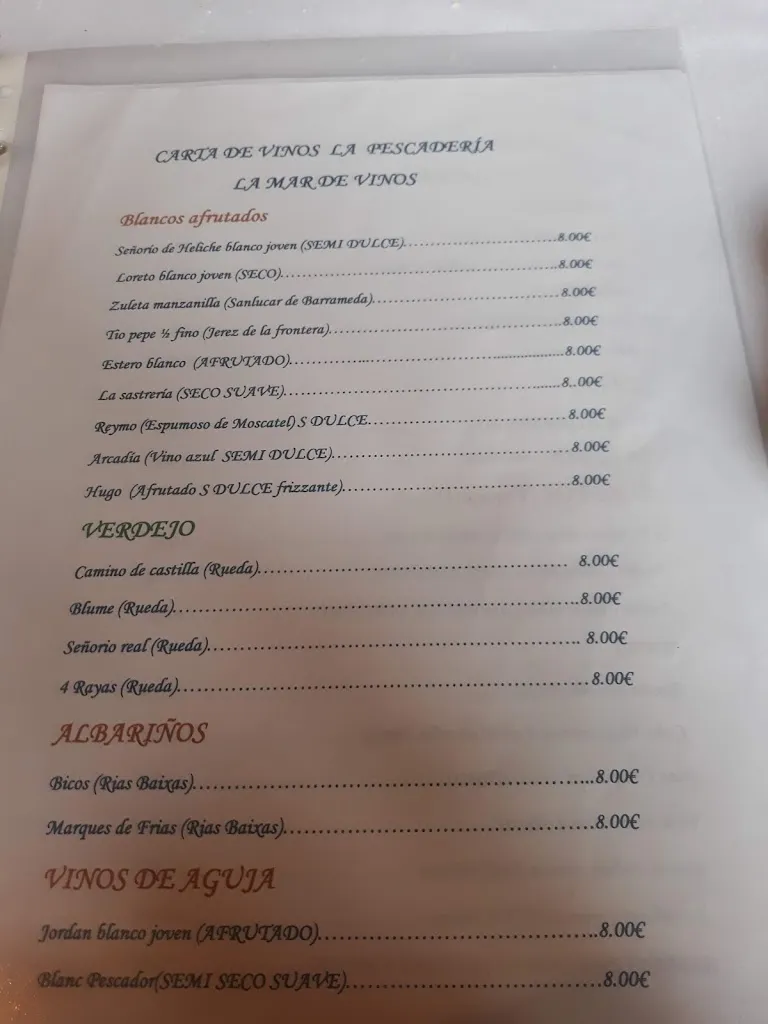 CARTA DE VINOS LA PESCADERÍA
LA MAR DE VINOS
Blancos afrutados
Señorío de Heliche blanco joven (SEMI DULCE)...............................8.00€
Loreto blanco joven (SECO)........................................................8.00€
Zuleta manzanilla (Sanlucar de Barrameda).....................................8.00€
Tio pepe ½ fino (Jerez de la frontera).............................................8.00€
Estero blanco (AFRUTADO)........................................................8.00€
La sastrería (SECO SUAVE)........................................................8..00€
Reymo (Espumoso de Moscatel) S DULCE.....................................8.00€
Arcadía (Vino azul SEMI DULCE)...............................................8.00€
Hugo (Afrutado S DULCE frizzante).............................................8.00€
VERDEJO
Camino de castilla (Rueda)................................................ 8.00€
Blume (Rueda)................................................................8.00€
Señorio real (Rueda)......................................................... 8.00€
4 Rayas (Rueda)..............................................................8.00€
ALBARIÑOS
Bicos (Rias Baixas)..........................................................8.00€
Marques de Frias (Rias Baixas)............................................8.00€
VINOS DE AGUJA
Jordan blanco joven (AFRUTADO).......................................8.00€
Blanc Pescador(SEMI SECO SUAVE)....................................8.00€